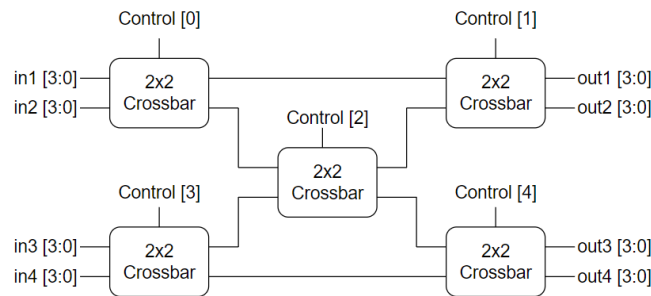 Control [0]
Control [1]
in1 [3:0]
in2 [3:0]
2x2
Crossbar
2x2
Crossbar
out1 [3:0]
out2 [3:0]
Control [2]
2x2
Crossbar
Control [3]
Control [4]
in3 [3:0]
in4 [3:0]
2x2
Crossbar
2x2
Crossbar
out3 [3:0]
out4 [3:0]